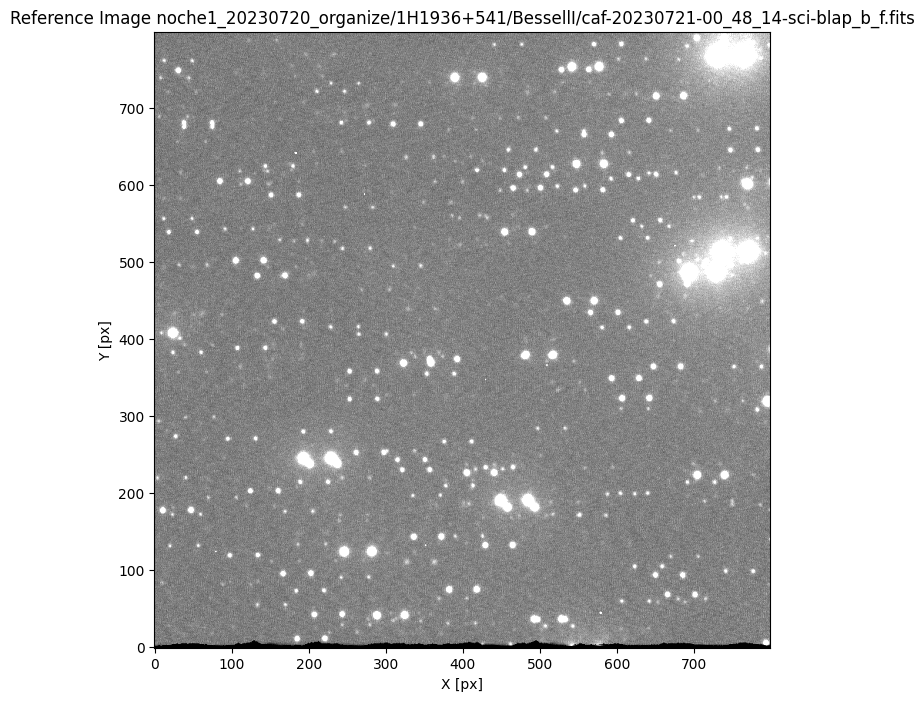 Reference Image noche1_20230720_organize/1H1936+541/BessellI/caf-20230721-00_48_14-sci-blap_b_f.fits
700
600
500
400
300
200
100
0
Y [px]
0 100 200 300 400 500 600 700
X [px]